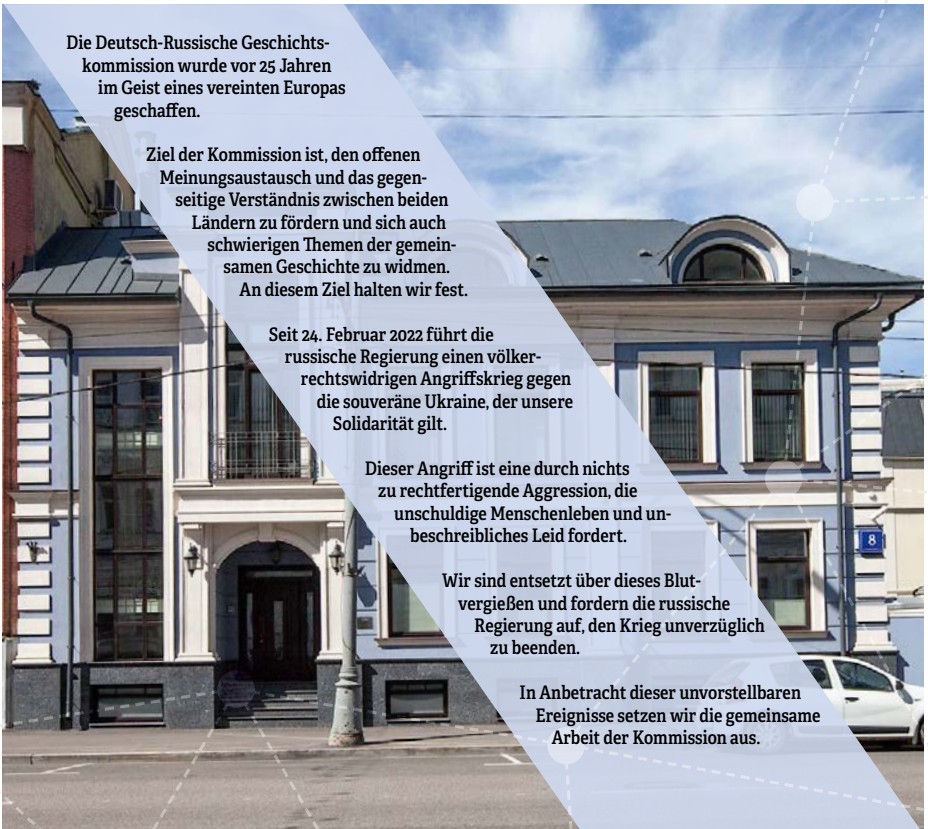 Die Deutsch-Russische Geschichts-
kommission wurde vor 25 Jahren
im Geist eines vereinten Europas
geschaffen.
Ziel der Kommission ist, den offenen
Meinungsaustausch und das gegen-
seitige Verständnis zwischen beiden
Ländern zu fördern und sich auch
schwierigen Themen der gemein-
samen Geschichte zu widmen.
An diesem Ziel halten wir fest.
Seit 24. Februar 2022 führt die
russische Regierung einen völker-
rechtswidrigen Angriffskrieg gegen
die souveräne Ukraine, der unsere
Solidarität gilt.
Dieser Angriff ist eine durch nichts
zu rechtfertigende Aggression, die
unschuldige Menschenleben und un-
beschreibliches Leid fordert.
Wir sind entsetzt über dieses Blut-
vergießen und fordern die russische
Regierung auf, den Krieg unverzüglich
zu beenden.
In Anbetracht dieser unvorstellbaren
Ereignisse setzen wir die gemeinsame
Arbeit der Kommission aus.
8